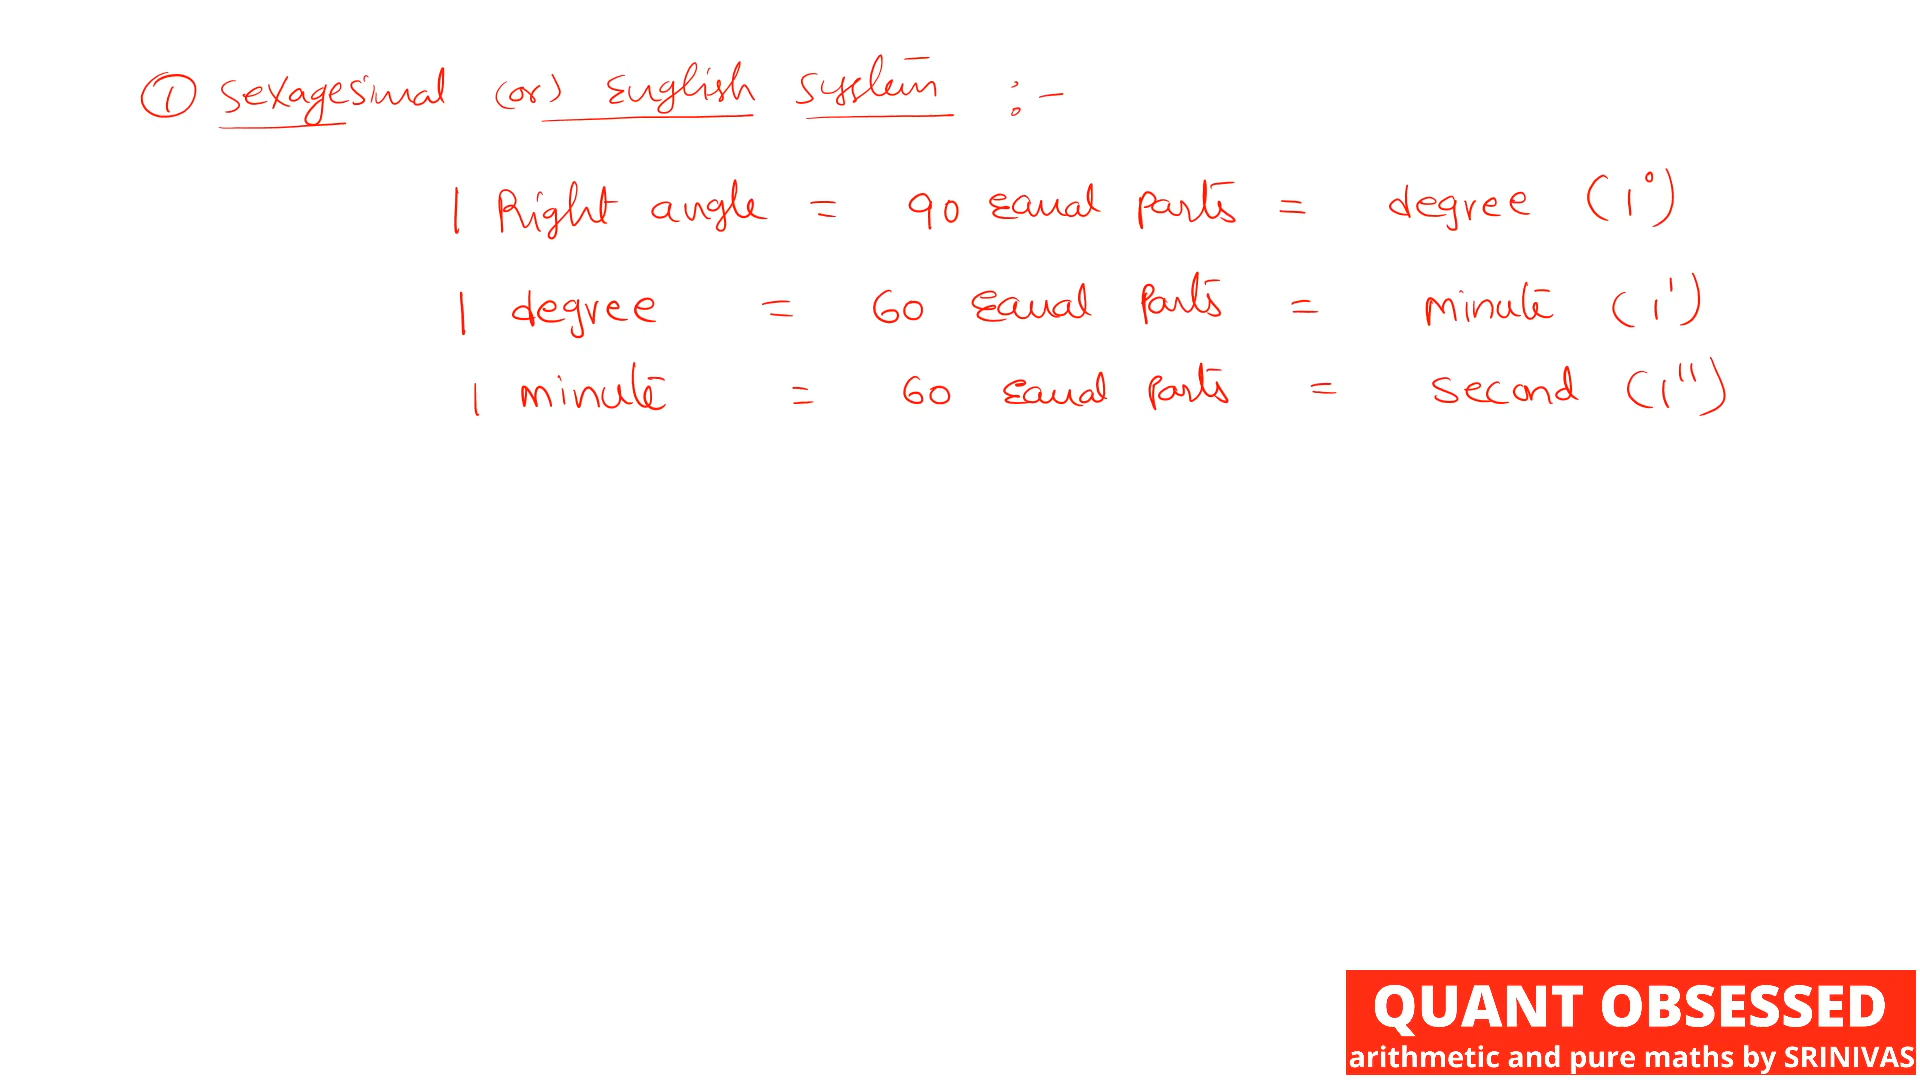 ① Sexagesimal (or) English System :-
1 Right angle = 90 Equal parts = degree (1°)
1 degree = 60 Equal parts = minute (1')
1 minute = 60 Equal parts = second (1'')
QUANT OBSESSED
arithmetic and pure maths by SRINIVAS